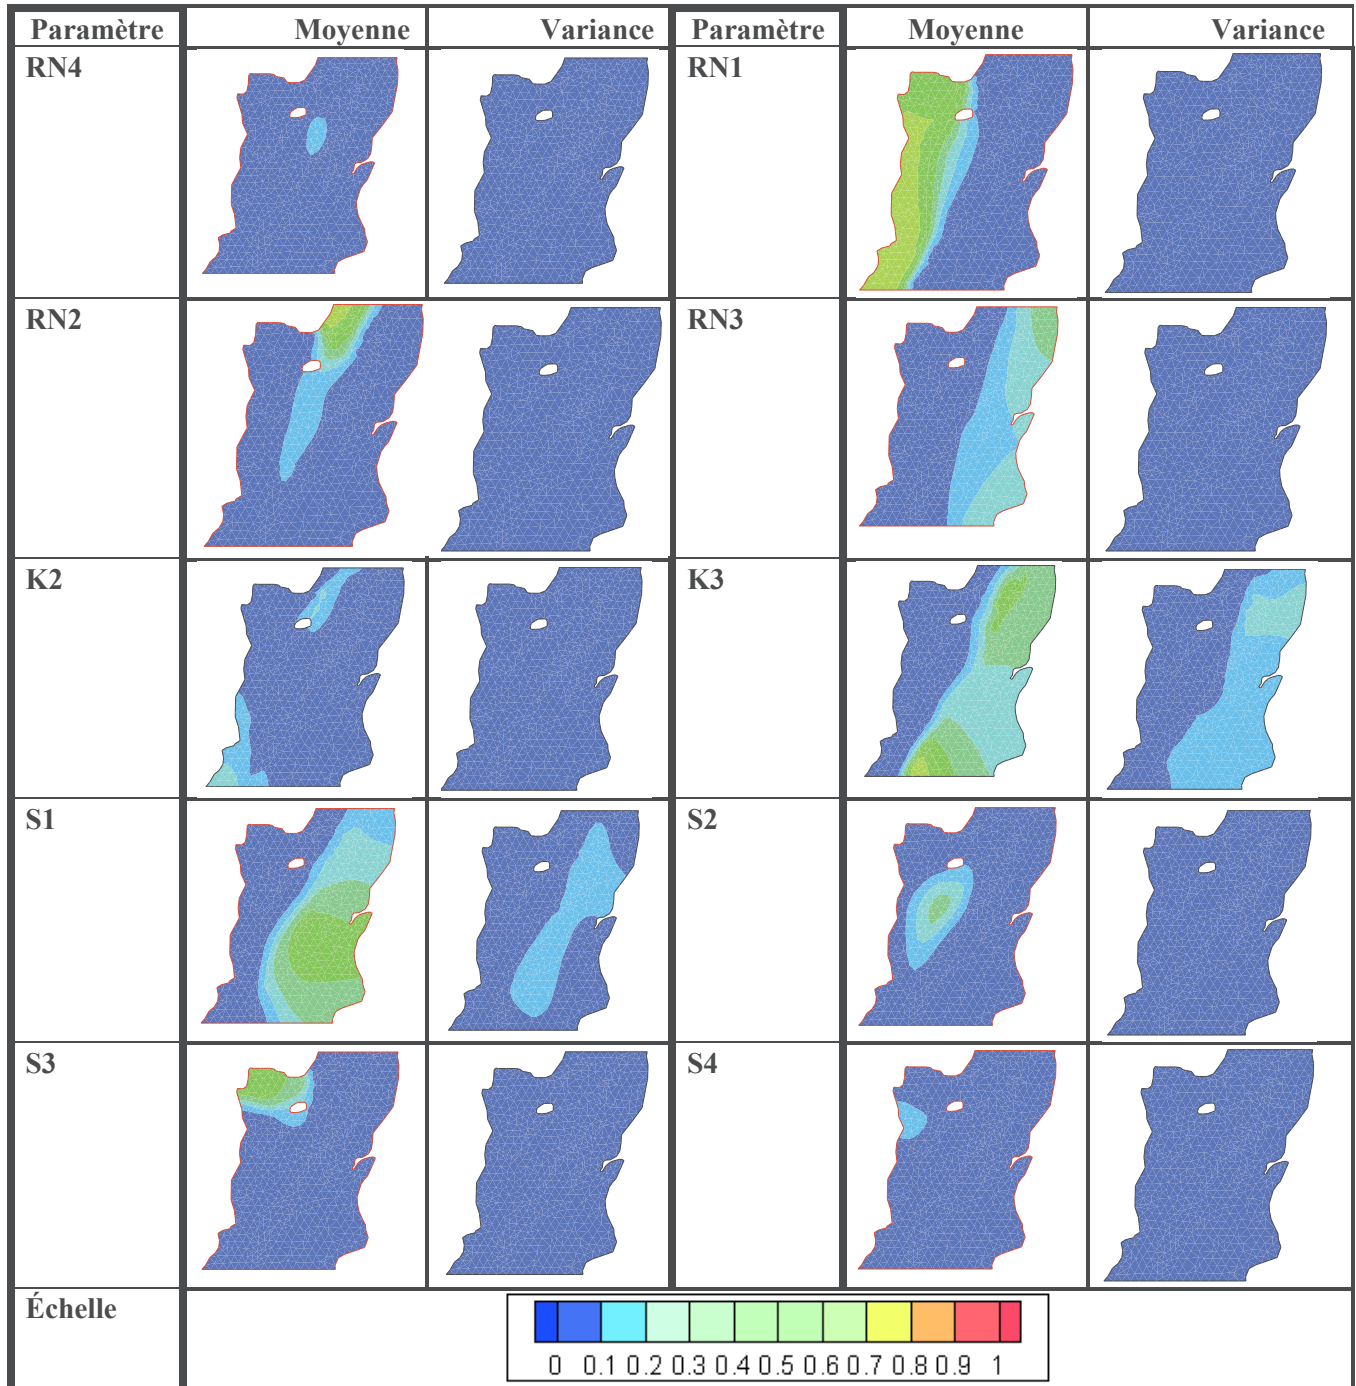 Paramètre Moyenne Variance Paramètre Moyenne Variance
RN4 RN1
RN2 RN3
K2 K3
S1 S2
S3 S4
Échelle
0 0.1 0.2 0.3 0.4 0.5 0.6 0.7 0.8 0.9 1